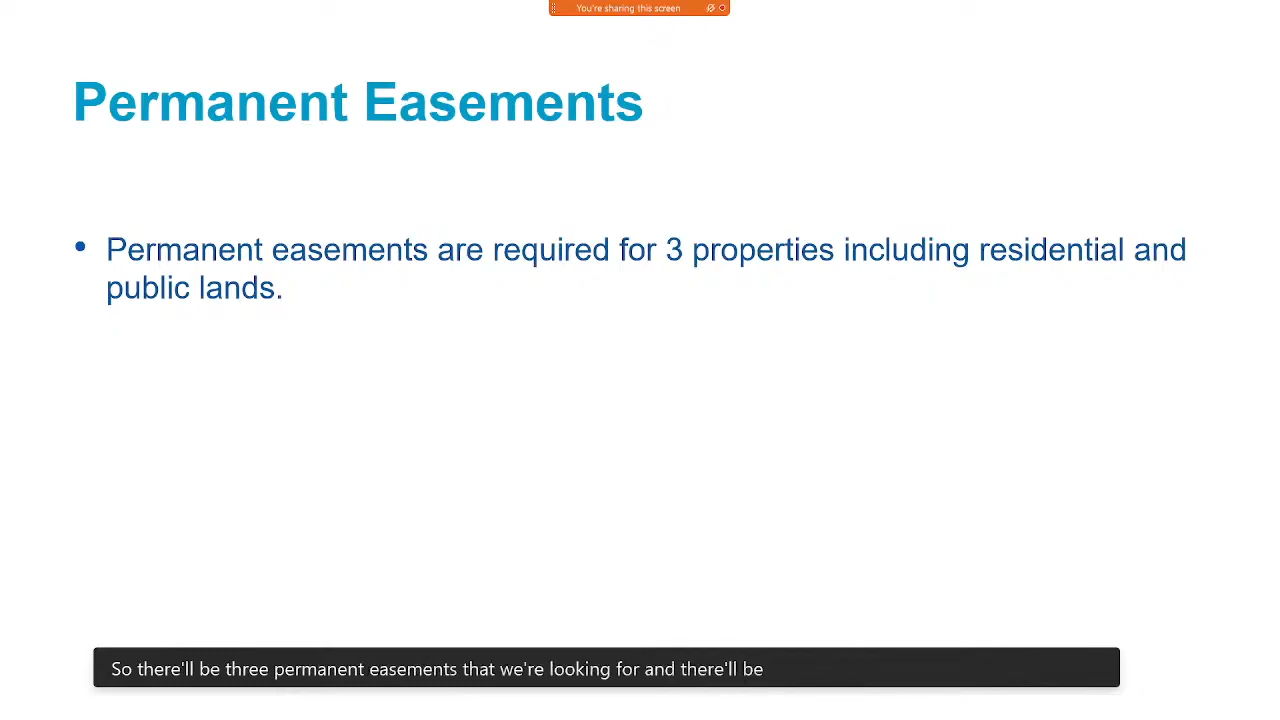 You're sharing this screen
Permanent Easements
• Permanent easements are required for 3 properties including residential and
public lands.
So there'll be three permanent easements that we're looking for and there'll be